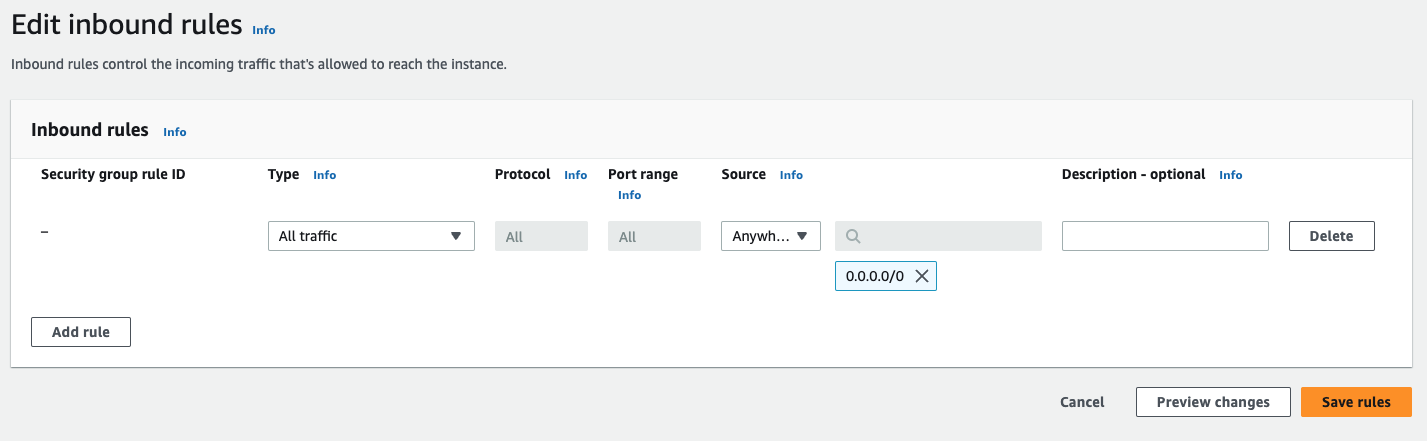 Edit inbound rules Info
Inbound rules control the incoming traffic that's allowed to reach the instance.
Inbound rules Info
Security group rule ID Type Info Protocol Info Port range Source Info Description - optional Info
Info
– All traffic All All Anywh... Delete
0.0.0.0/0
Add rule
Cancel Preview changes Save rules